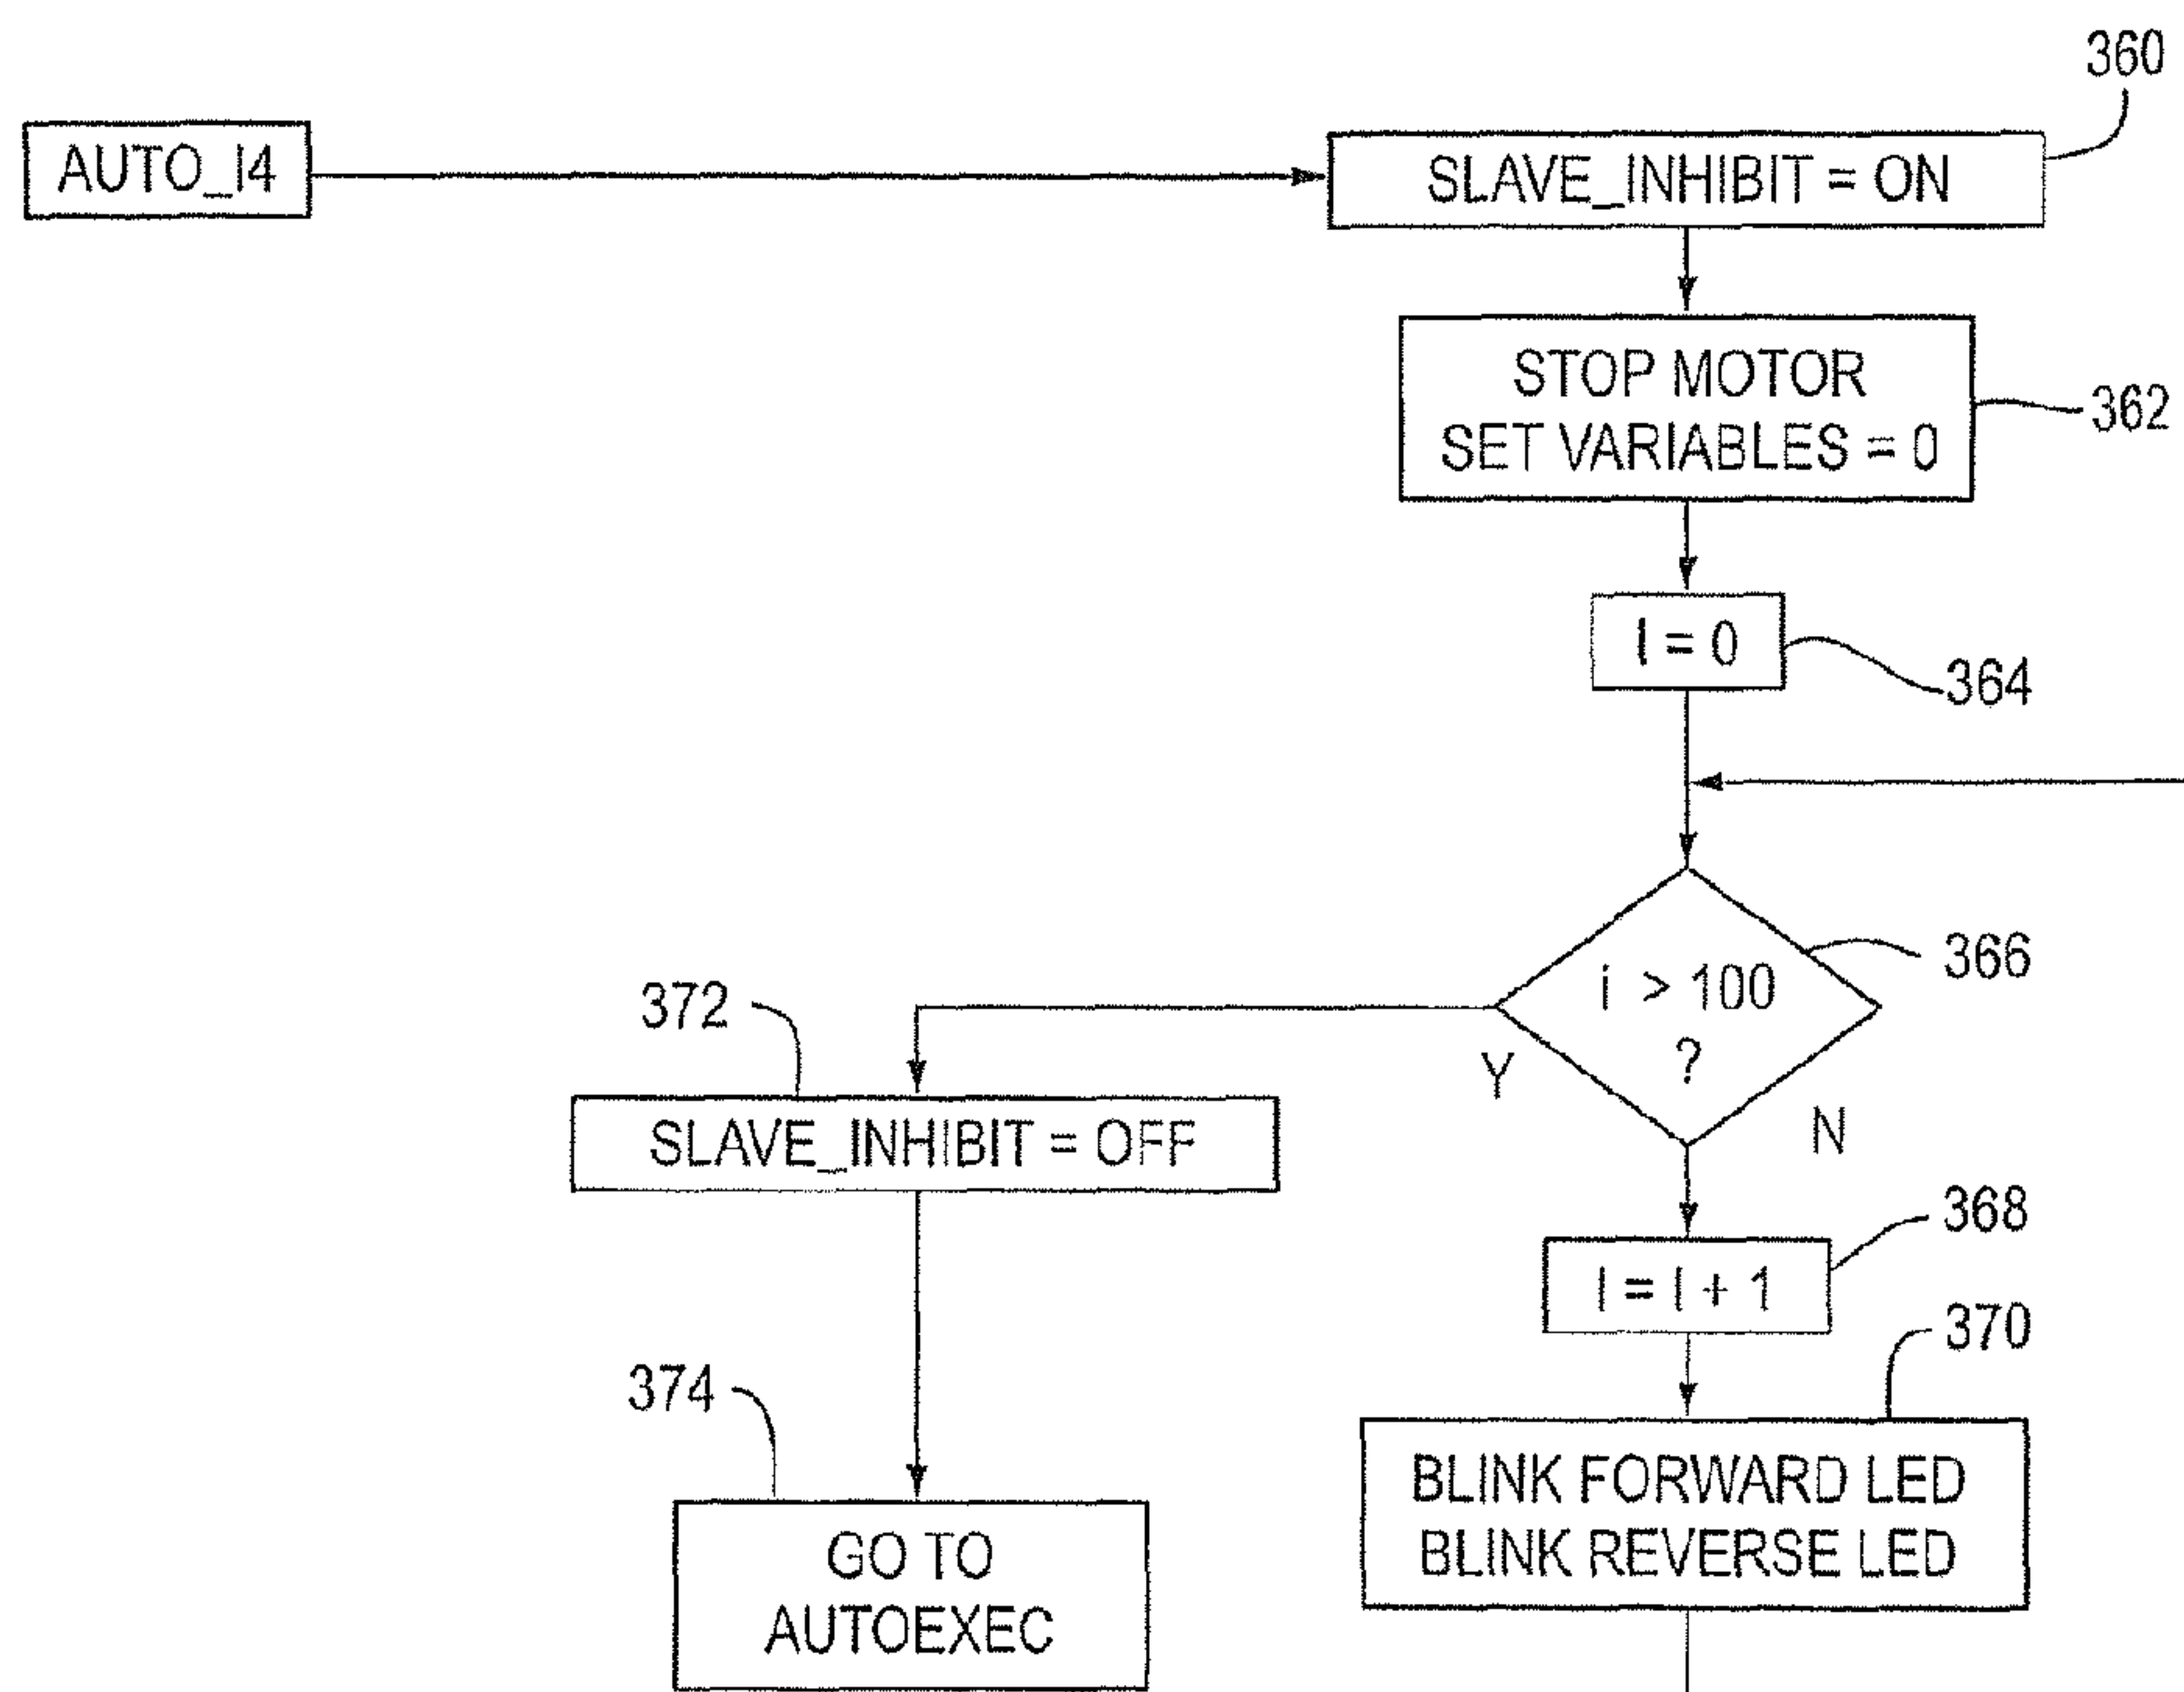 360
AUTO_I4
SLAVE_INHIBIT = ON
STOP MOTOR
SET VARIABLES = 0
362
I = 0
364
i > 100
?
366
Y
N
372
SLAVE_INHIBIT = OFF
368
I = I + 1
370
374
BLINK FORWARD LED
BLINK REVERSE LED
GO TO
AUTOEXEC